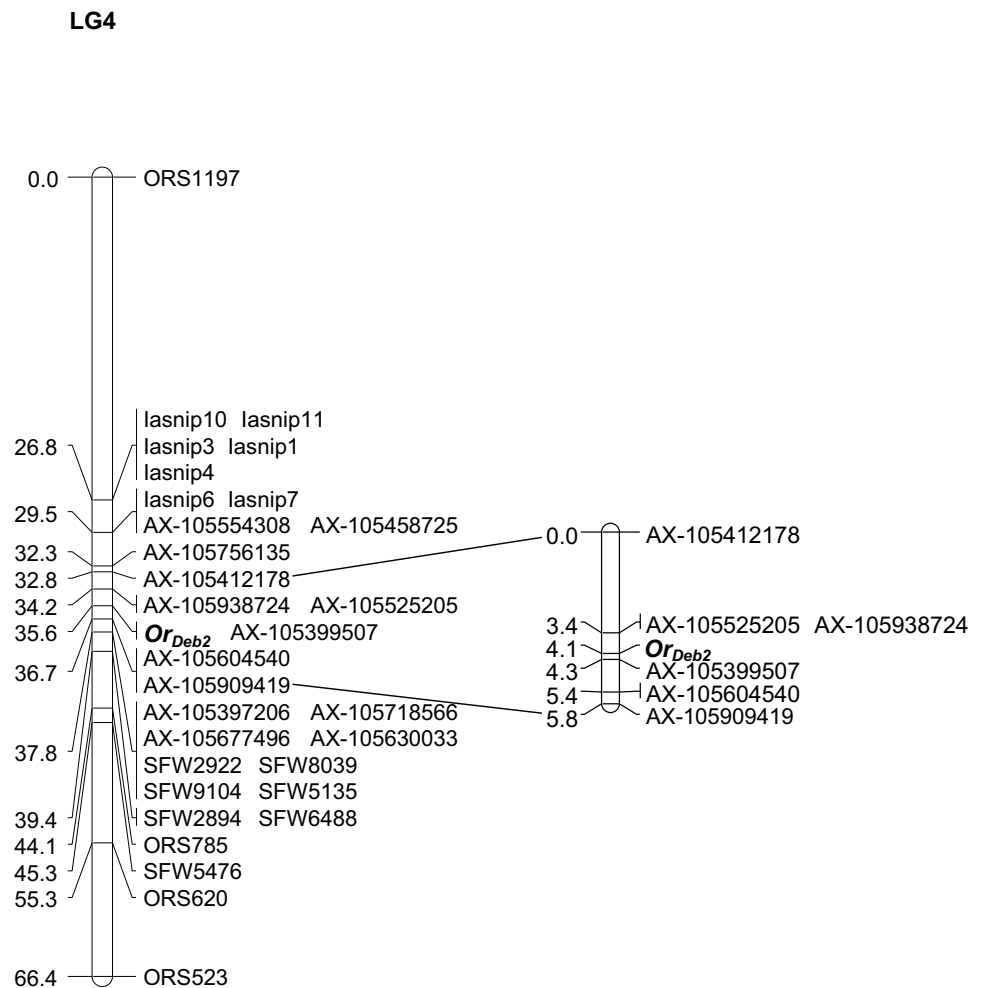 LG4
0.0 ORS1197
Iasnip10 Iasnip11
26.8 Iasnip3 Iasnip1
Iasnip4
Iasnip6 Iasnip7
29.5 AX-105554308 AX-105458725
32.3 AX-105756135
32.8 AX-105412178
34.2 AX-105938724 AX-105525205
35.6 OrDeb2 AX-105399507
AX-105604540
36.7 AX-105909419
AX-105397206 AX-105718566
37.8 AX-105677496 AX-105630033
SFW2922 SFW8039
SFW9104 SFW5135
39.4 SFW2894 SFW6488
44.1 ORS785
45.3 SFW5476
55.3 ORS620
66.4 ORS523
0.0 AX-105412178
3.4 AX-105525205 AX-105938724
4.1 OrDeb2
4.3 AX-105399507
5.4 AX-105604540
5.8 AX-105909419